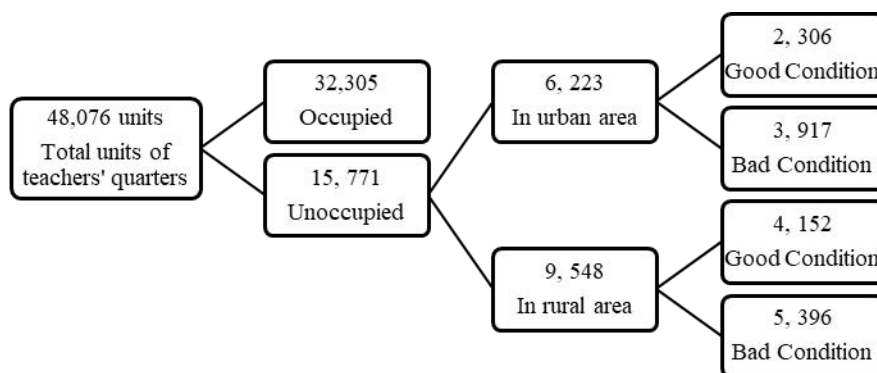 48,076 units
Total units of
teachers' quarters
32,305
Occupied
15, 771
Unoccupied
6, 223
In urban area
9, 548
In rural area
2, 306
Good Condition
3, 917
Bad Condition
4, 152
Good Condition
5, 396
Bad Condition